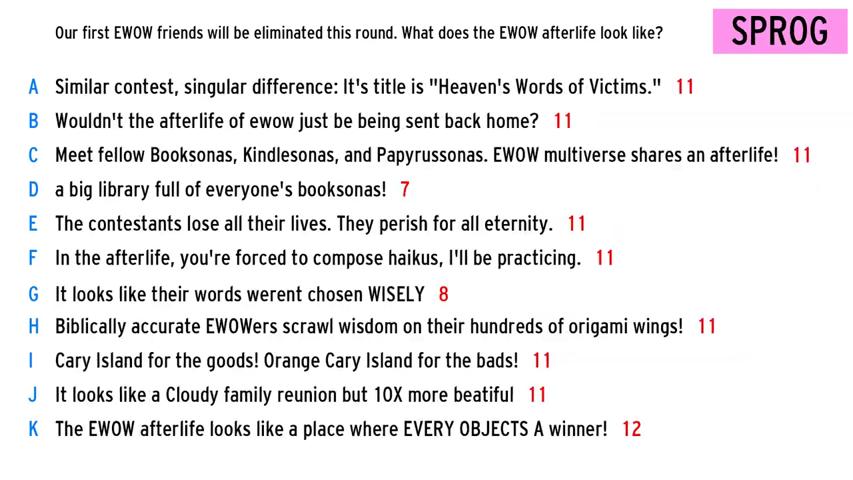 Our first EWOW friends will be eliminated this round. What does the EWOW afterlife look like?
SPROG
A Similar contest, singular difference: It's title is "Heaven's Words of Victims." 11
B Wouldn't the afterlife of ewow just be being sent back home? 11
C Meet fellow Booksonas, Kindlesonas, and Papyrussonas. EWOW multiverse shares an afterlife! 11
D a big library full of everyone's booksonas! 7
E The contestants lose all their lives. They perish for all eternity. 11
F In the afterlife, you're forced to compose haikus, I'll be practicing. 11
G It looks like their words werent chosen WISELY 8
H Biblically accurate EWOWers scrawl wisdom on their hundreds of origami wings! 11
I Cary Island for the goods! Orange Cary Island for the bads! 11
J It looks like a Cloudy family reunion but 10X more beatiful 11
K The EWOW afterlife looks like a place where EVERY OBJECTS A winner! 12